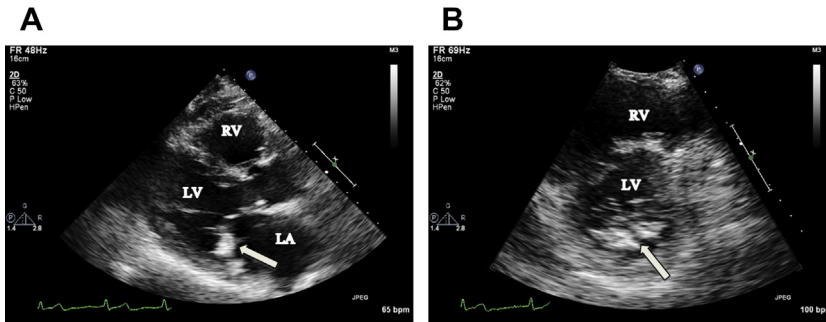 A
FR 48Hz
16cm
M3
P
2D
63%
C 50
P Low
HPen
RV
LV
LA
G
P R
1.4 2.8
JPEG
65 bpm
B
FR 69Hz
16cm
M3
P
2D
62%
C 50
P Low
HPen
RV
LV
G
P R
1.4 2.8
JPEG
100 bpm